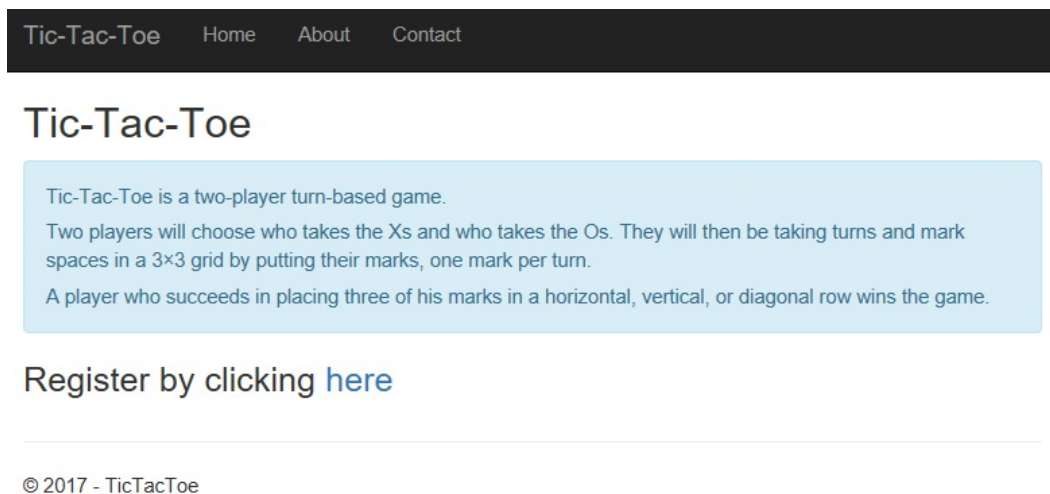 Tic-Tac-Toe Home About Contact
Tic-Tac-Toe
Tic-Tac-Toe is a two-player turn-based game.
Two players will choose who takes the Xs and who takes the Os. They will then be taking turns and mark
spaces in a 3×3 grid by putting their marks, one mark per turn.
A player who succeeds in placing three of his marks in a horizontal, vertical, or diagonal row wins the game.
Register by clicking here
© 2017 - TicTacToe